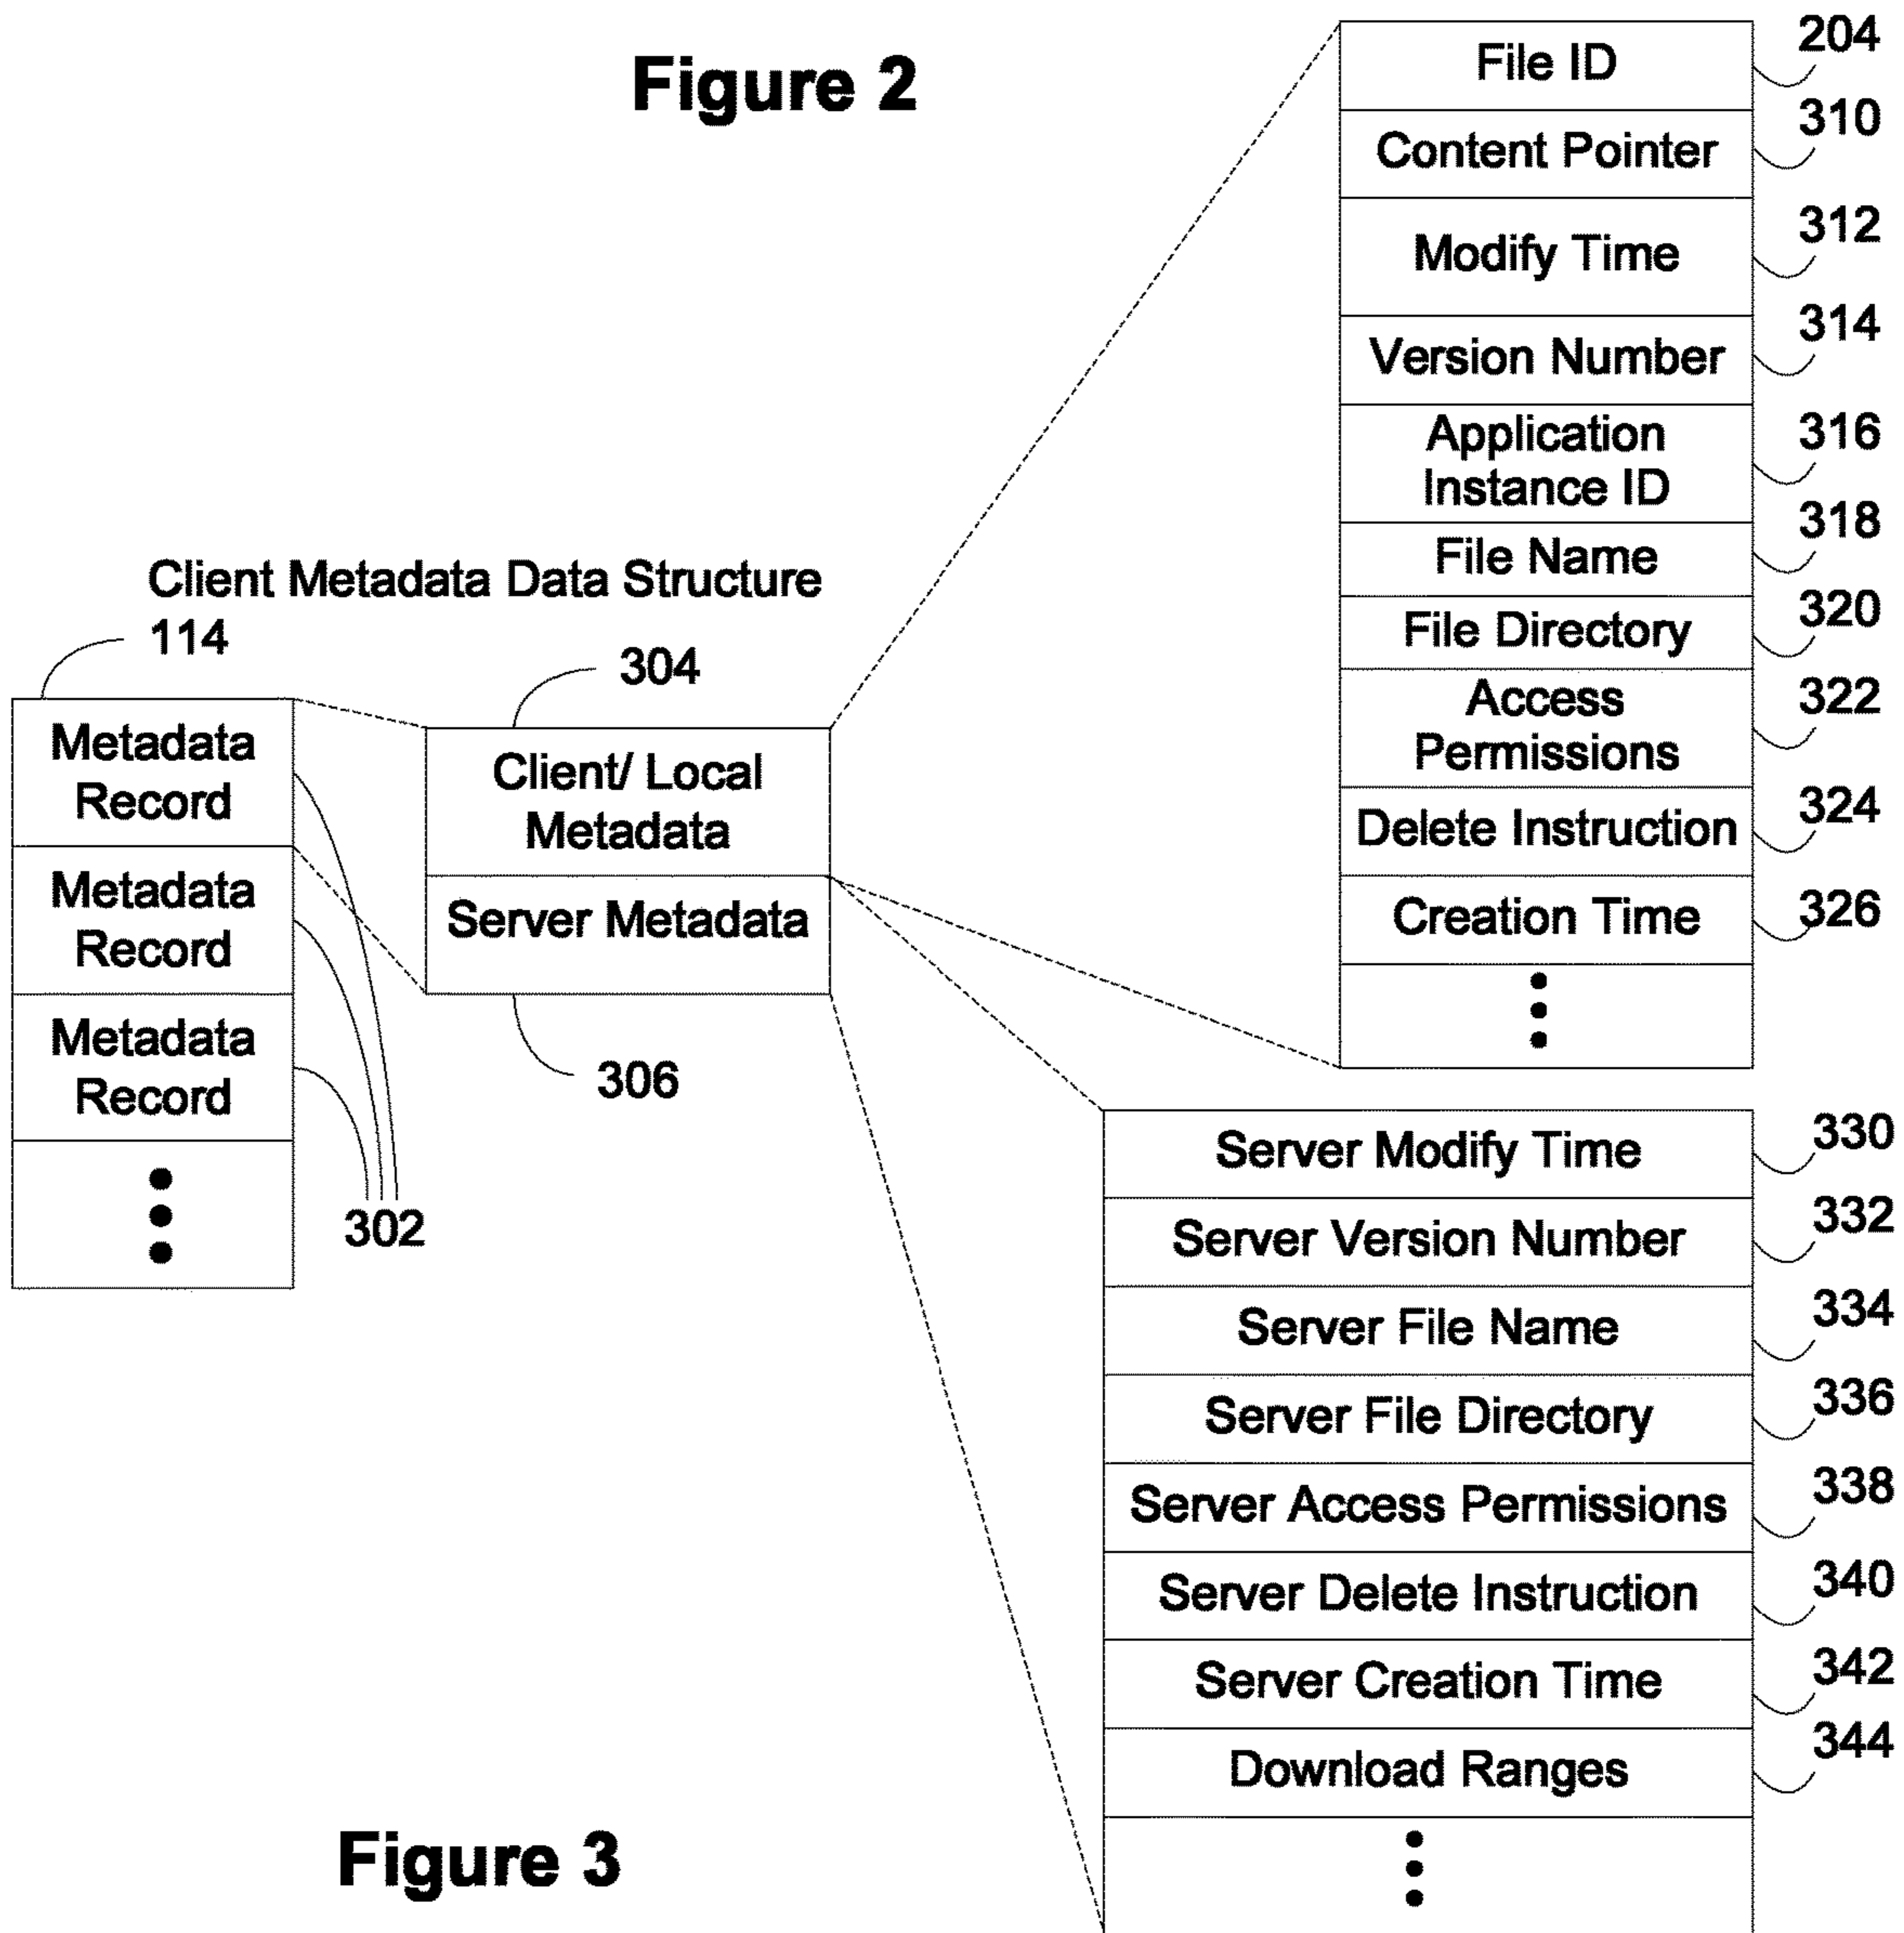 Figure 2
File ID
204
Content Pointer
310
Modify Time
312
Version Number
314
Application
Instance ID
316
File Name
318
File Directory
320
Access
Permissions
322
Delete Instruction
324
Creation Time
326
Client Metadata Data Structure
114
Metadata
Record
Metadata
Record
Metadata
Record
302
304
Client/ Local
Metadata
Server Metadata
306
Server Modify Time
330
Server Version Number
332
Server File Name
334
Server File Directory
336
Server Access Permissions
338
Server Delete Instruction
340
Server Creation Time
342
Download Ranges
344
Figure 3